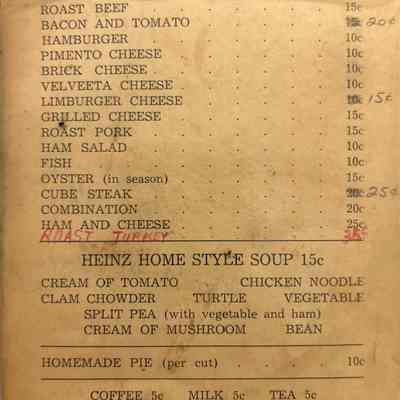 ROAST BEEF . . . . . . 15c
BACON AND TOMATO . . . . 20¢
HAMBURGER . . . . . . 10c
PIMENTO CHEESE . . . . . 10c
BRICK CHEESE . . . . . . 10c
VELVEETA CHEESE . . . . . 10c
LIMBURGER CHEESE . . . . 10c 15¢
GRILLED CHEESE . . . . . 15c
ROAST PORK . . . . . . 15c
HAM SALAD . . . . . . 10c
FISH . . . . . . . 10c
OYSTER (in season) . . . . . 15c
CUBE STEAK . . . . . . 20c 25¢
COMBINATION . . . . . . 20c
HAM AND CHEESE . . . . . 25c
ROAST TURKEY
HEINZ HOME STYLE SOUP 15c
CREAM OF TOMATO CHICKEN NOODLE
CLAM CHOWDER TURTLE VEGETABLE
SPLIT PEA (with vegetable and ham)
CREAM OF MUSHROOM BEAN
HOMEMADE PIE (per cut) . . . . 10c
COFFEE 5c MILK 5c TEA 5c